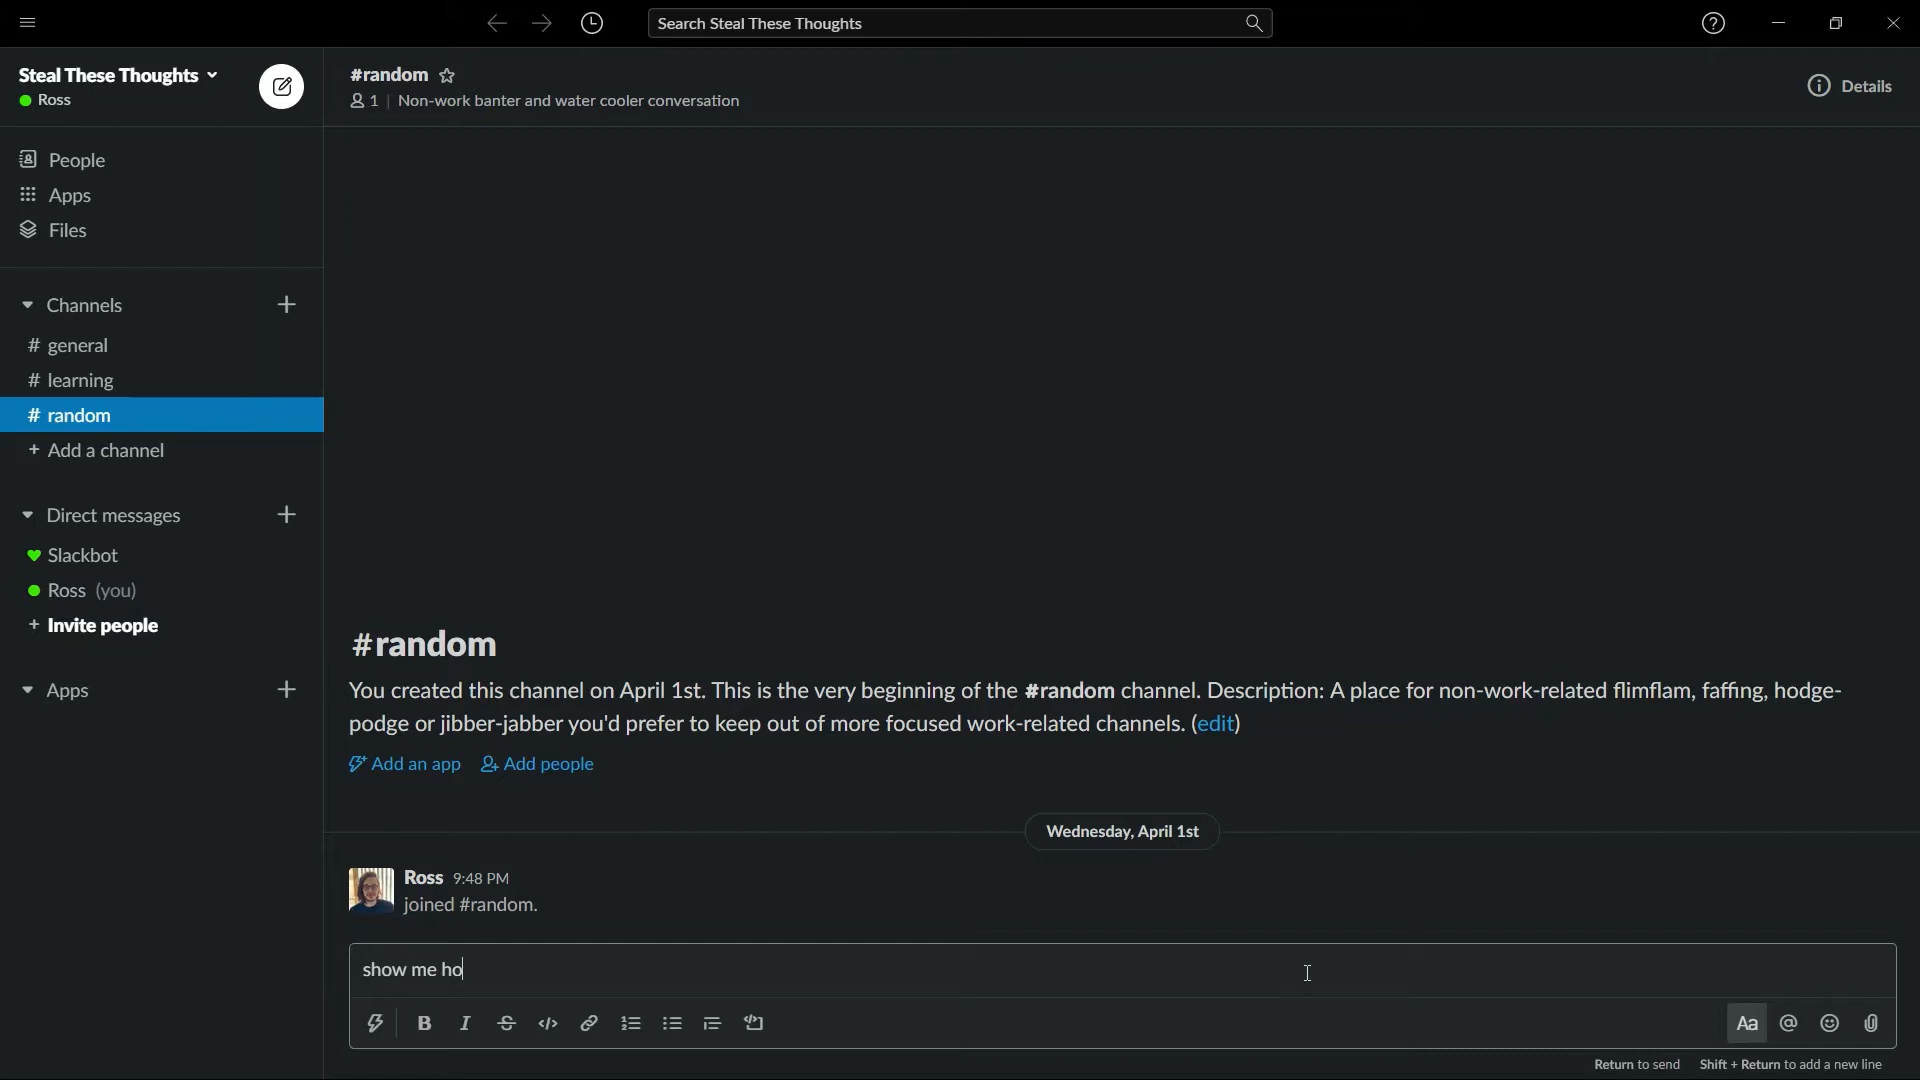 Search Steal These Thoughts
Steal These Thoughts
Ross
#random
1 | Non-work banter and water cooler conversation
Details
People
Apps
Files
Channels
# general
# learning
# random
+ Add a channel
Direct messages
Slackbot
Ross (you)
+ Invite people
Apps
#random
You created this channel on April 1st. This is the very beginning of the #random channel. Description: A place for non-work-related flimflam, faffing, hodge-
podge or jibber-jabber you'd prefer to keep out of more focused work-related channels. (edit)
Add an app Add people
Wednesday, April 1st
Ross 9:48 PM
joined #random.
show me ho
B I S </> Aa @
Return to send Shift + Return to add a new line